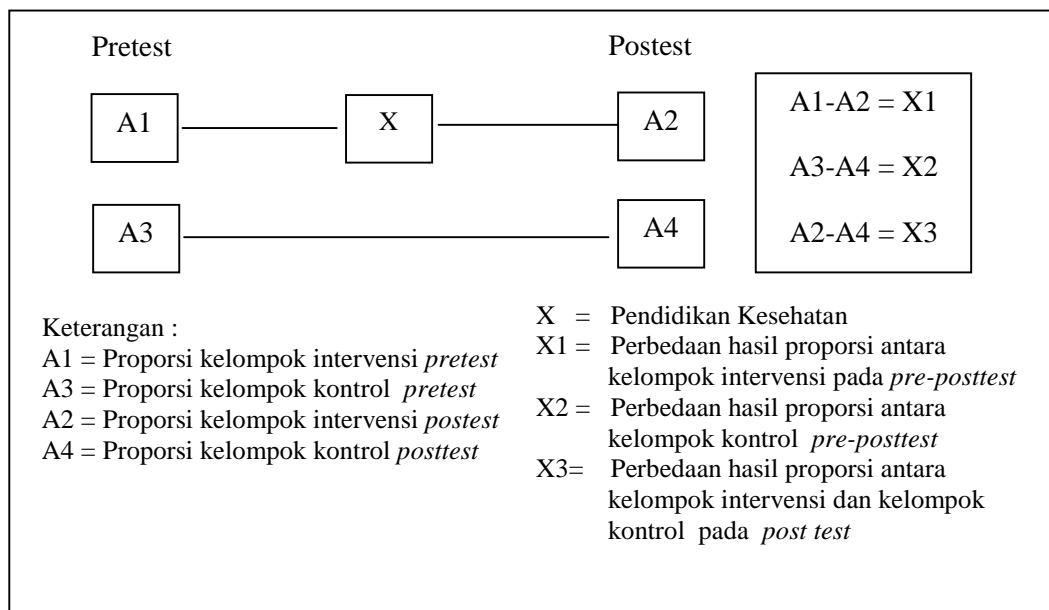 Pretest
Postest
A1
X
A2
A3
A4
A1-A2 = X1
A3-A4 = X2
A2-A4 = X3
Keterangan :
A1 = Proporsi kelompok intervensi pretest
A3 = Proporsi kelompok kontrol pretest
A2 = Proporsi kelompok intervensi postest
A4 = Proporsi kelompok kontrol posttest
X = Pendidikan Kesehatan
X1 = Perbedaan hasil proporsi antara
kelompok intervensi pada pre-posttest
X2 = Perbedaan hasil proporsi antara
kelompok kontrol pre-posttest
X3= Perbedaan hasil proporsi antara
kelompok intervensi dan kelompok
kontrol pada post test